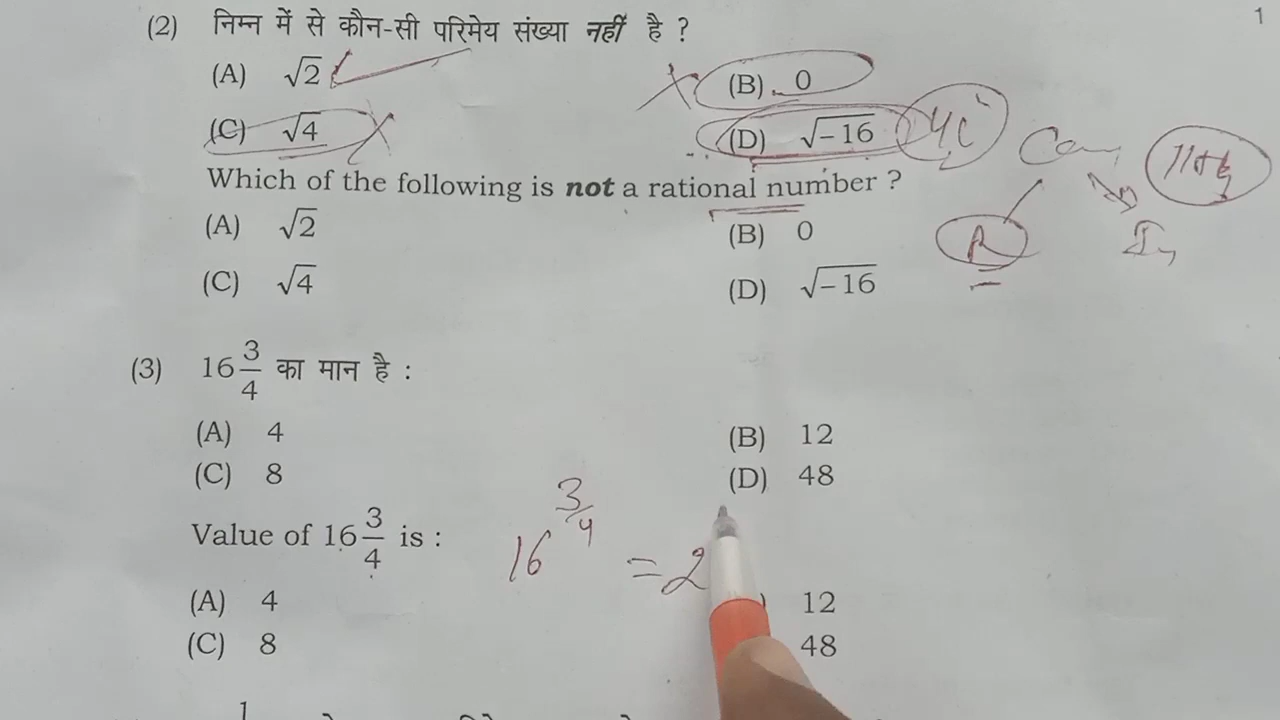 1
(2) निम्न में से कौन-सी परिमेय संख्या नहीं है ?
(A) √2 (B) 0
(C) √4 (D) √-16 4i
Which of the following is not a rational number ?
(A) √2 (B) 0
(C) √4 (D) √-16
R
(3) 16 3/4 का मान है :
(A) 4 (B) 12
(C) 8 (D) 48
Value of 16 3/4 is : 16^3/4 = 2
(A) 4 12
(C) 8 48
1